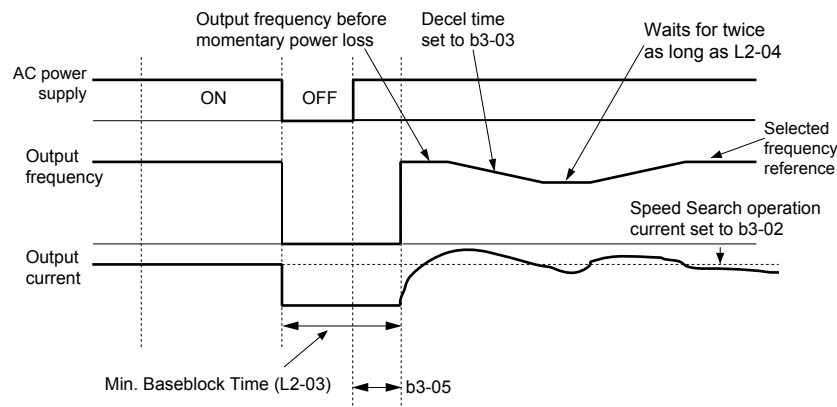 Output frequency before
momentary power loss
Decel time
set to b3-03
Waits for twice
as long as L2-04
AC power
supply
ON
OFF
Output
frequency
Selected
frequency
reference
Speed Search operation
current set to b3-02
Output
current
Min. Baseblock Time (L2-03)
b3-05